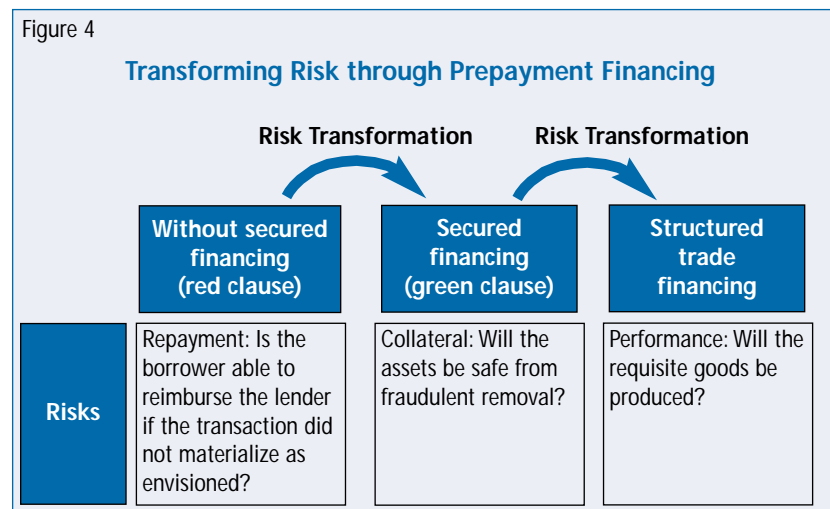 Figure 4
Transforming Risk through Prepayment Financing
Risk Transformation
Risk Transformation
Without secured
financing
(red clause)
Secured
financing
(green clause)
Structured
trade
financing
Risks
Repayment: Is the
borrower able to
reimburse the lender
if the transaction did
not materialize as
envisioned?
Collateral: Will the
assets be safe from
fraudulent removal?
Performance: Will the
requisite goods be
produced?